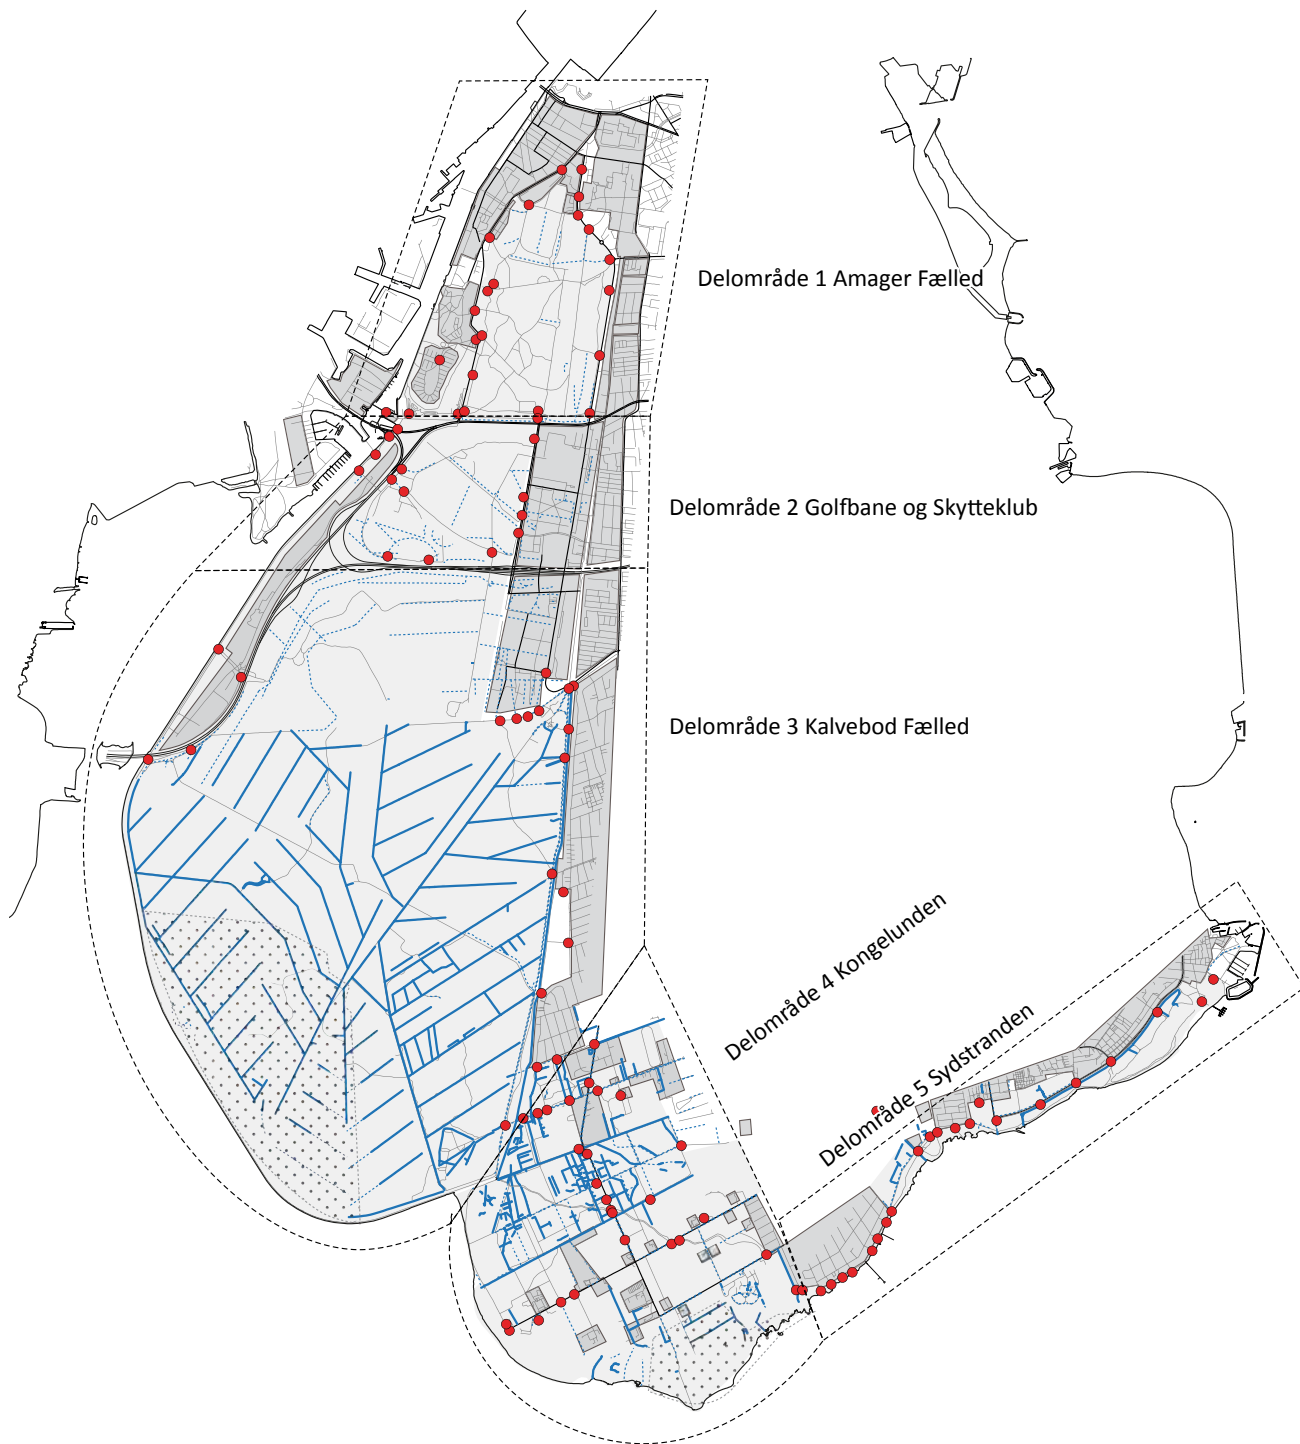 Delområde 1 Amager Fælled
Delområde 2 Golfbane og Skytteklub
Delområde 3 Kalvebod Fælled
Delområde 4 Kongelunden
Delområde 5 Sydstranden